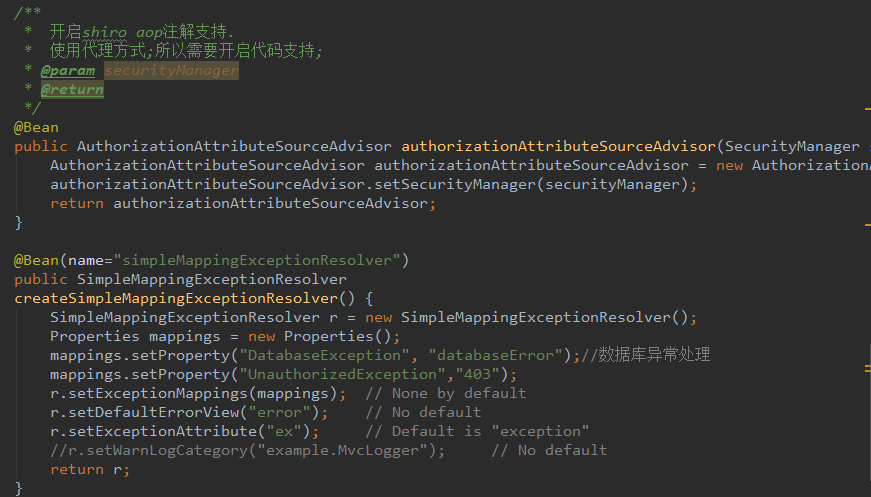 /**
 *  开启shiro aop注解支持.
 *  使用代理方式;所以需要开启代码支持;
 * @param securityManager
 * @return
 */
@Bean
public AuthorizationAttributeSourceAdvisor authorizationAttributeSourceAdvisor(SecurityManager
    AuthorizationAttributeSourceAdvisor authorizationAttributeSourceAdvisor = new Authorization
    authorizationAttributeSourceAdvisor.setSecurityManager(securityManager);
    return authorizationAttributeSourceAdvisor;
}
@Bean(name="simpleMappingExceptionResolver")
public SimpleMappingExceptionResolver
createSimpleMappingExceptionResolver() {
    SimpleMappingExceptionResolver r = new SimpleMappingExceptionResolver();
    Properties mappings = new Properties();
    mappings.setProperty("DatabaseException", "databaseError");//数据库异常处理
    mappings.setProperty("UnauthorizedException","403");
    r.setExceptionMappings(mappings);  // None by default
    r.setDefaultErrorView("error");    // No default
    r.setExceptionAttribute("ex");     // Default is "exception"
    //r.setWarnLogCategory("example.MvcLogger");     // No default
    return r;
}